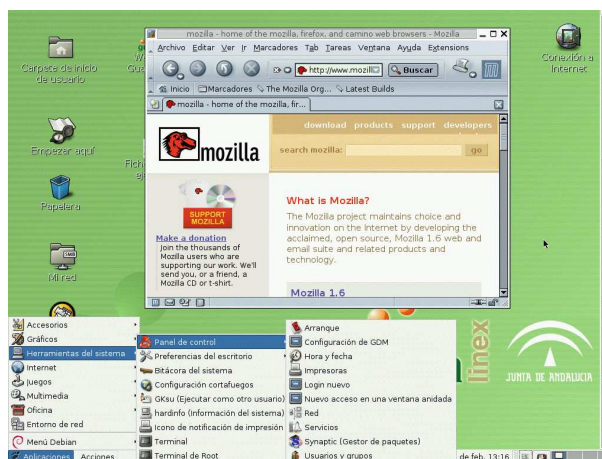 mozilla - home of the mozilla, firefox, and camino web browsers - Mozilla
Archivo Editar Ver Ir Marcadores Tab Tareas Ventana Ayuda Extensions
http://www.mozill
Buscar
Inicio Marcadores The Mozilla Org... Latest Builds
mozilla - home of the mozilla, fir...
download products support developers
search mozilla: go
mozilla
SUPPORT
MOZILLA
Make a donation
Join the thousands of
Mozilla users who are
supporting our work. We'll
send you, or a friend, a
Mozilla CD or t-shirt.
What is Mozilla?
The Mozilla project maintains choice and
innovation on the Internet by developing the
acclaimed, open source, Mozilla 1.6 web and
email suite and related products and
technology.
Mozilla 1.6
Carpeta de inicio
de usuario
Empezar aquí
Papelera
Mi red
Conexión a
Internet
linex
JUNTA DE ANDALUCIA
Accesorios
Gráficos
Herramientas del sistema
Internet
Juegos
Multimedia
Oficina
Entorno de red
Menú Debian
Aplicaciones Acciones
Panel de control
Preferencias del escritorio
Bitácora del sistema
Configuración cortafuegos
GKsu (Ejecutar como otro usuario)
hardinfo (Información del sistema)
Icono de notificación de impresión
Terminal
Terminal de Root
Arranque
Configuración de GDM
Hora y fecha
Impresoras
Login nuevo
Nuevo acceso en una ventana anidada
Red
Servicios
Synaptic (Gestor de paquetes)
Usuarios y grupos
de feb, 13:16